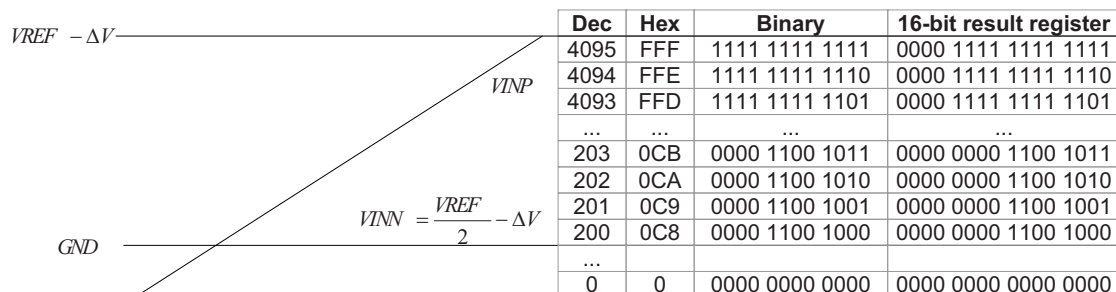 Dec Hex Binary 16-bit result register
VREF − ΔV
4095 FFF 1111 1111 1111 0000 1111 1111 1111
4094 FFE 1111 1111 1110 0000 1111 1111 1110
VINP
4093 FFD 1111 1111 1101 0000 1111 1111 1101
... ... ... ...
203 0CB 0000 1100 1011 0000 0000 1100 1011
202 0CA 0000 1100 1010 0000 0000 1100 1010
VINN = VREF/2 − ΔV
201 0C9 0000 1100 1001 0000 0000 1100 1001
GND
200 0C8 0000 1100 1000 0000 0000 1100 1000
...
0 0 0000 0000 0000 0000 0000 0000 0000